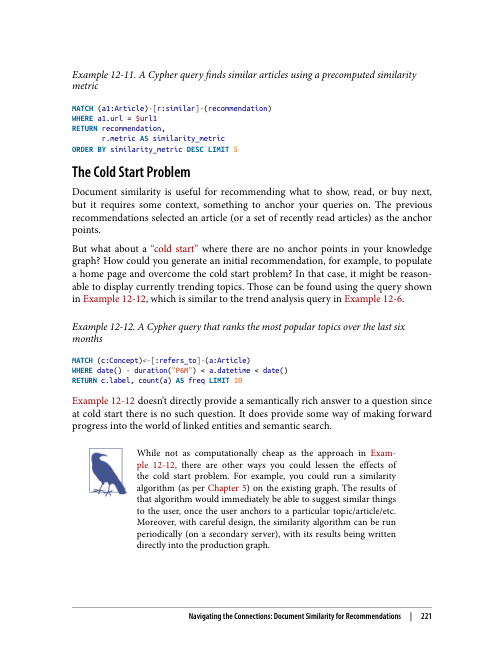 Example 12-11. A Cypher query finds similar articles using a precomputed similarity
metric
MATCH (a1:Article)-[r:similar]-(recommendation)
WHERE a1.url = $url1
RETURN recommendation,
       r.metric AS similarity_metric
ORDER BY similarity_metric DESC LIMIT 5
The Cold Start Problem
Document similarity is useful for recommending what to show, read, or buy next,
but it requires some context, something to anchor your queries on. The previous
recommendations selected an article (or a set of recently read articles) as the anchor
points.
But what about a “cold start” where there are no anchor points in your knowledge
graph? How could you generate an initial recommendation, for example, to populate
a home page and overcome the cold start problem? In that case, it might be reason-
able to display currently trending topics. Those can be found using the query shown
in Example 12-12, which is similar to the trend analysis query in Example 12-6.
Example 12-12. A Cypher query that ranks the most popular topics over the last six
months
MATCH (c:Concept)<-[:refers_to]-(a:Article)
WHERE date() - duration("P6M") < a.datetime < date()
RETURN c.label, count(a) AS freq LIMIT 10
Example 12-12 doesn’t directly provide a semantically rich answer to a question since
at cold start there is no such question. It does provide some way of making forward
progress into the world of linked entities and semantic search.
While not as computationally cheap as the approach in Exam-
ple 12-12, there are other ways you could lessen the effects of
the cold start problem. For example, you could run a similarity
algorithm (as per Chapter 5) on the existing graph. The results of
that algorithm would immediately be able to suggest similar things
to the user, once the user anchors to a particular topic/article/etc.
Moreover, with careful design, the similarity algorithm can be run
periodically (on a secondary server), with its results being written
directly into the production graph.
Navigating the Connections: Document Similarity for Recommendations | 221